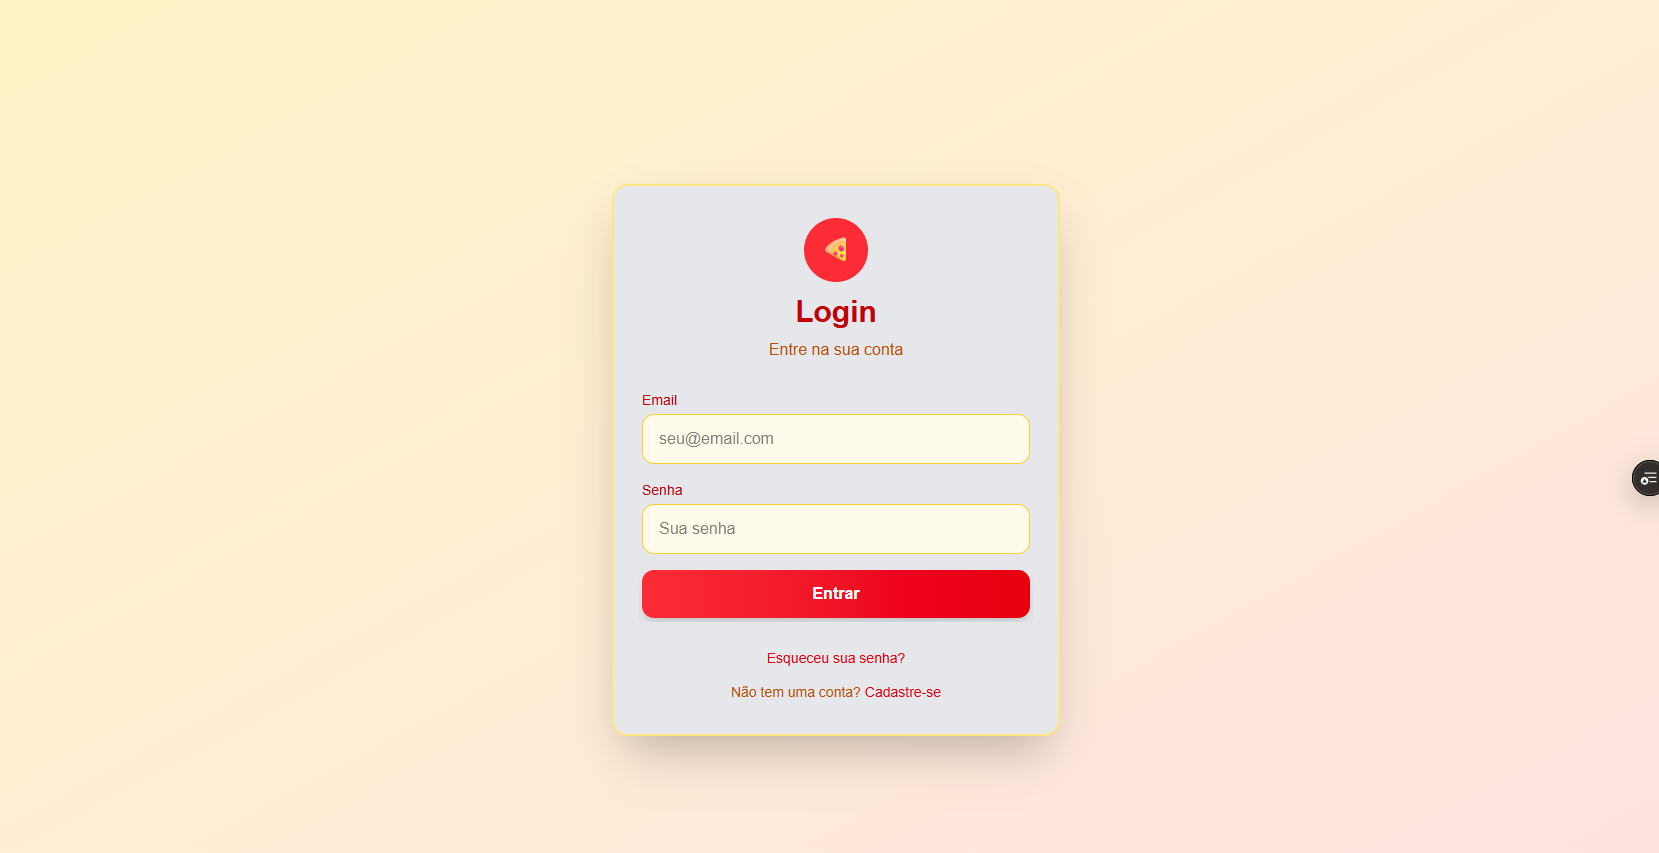 Login
Entre na sua conta
Email
seu@email.com
Senha
Sua senha
Entrar
Esqueceu sua senha?
Não tem uma conta? Cadastre-se